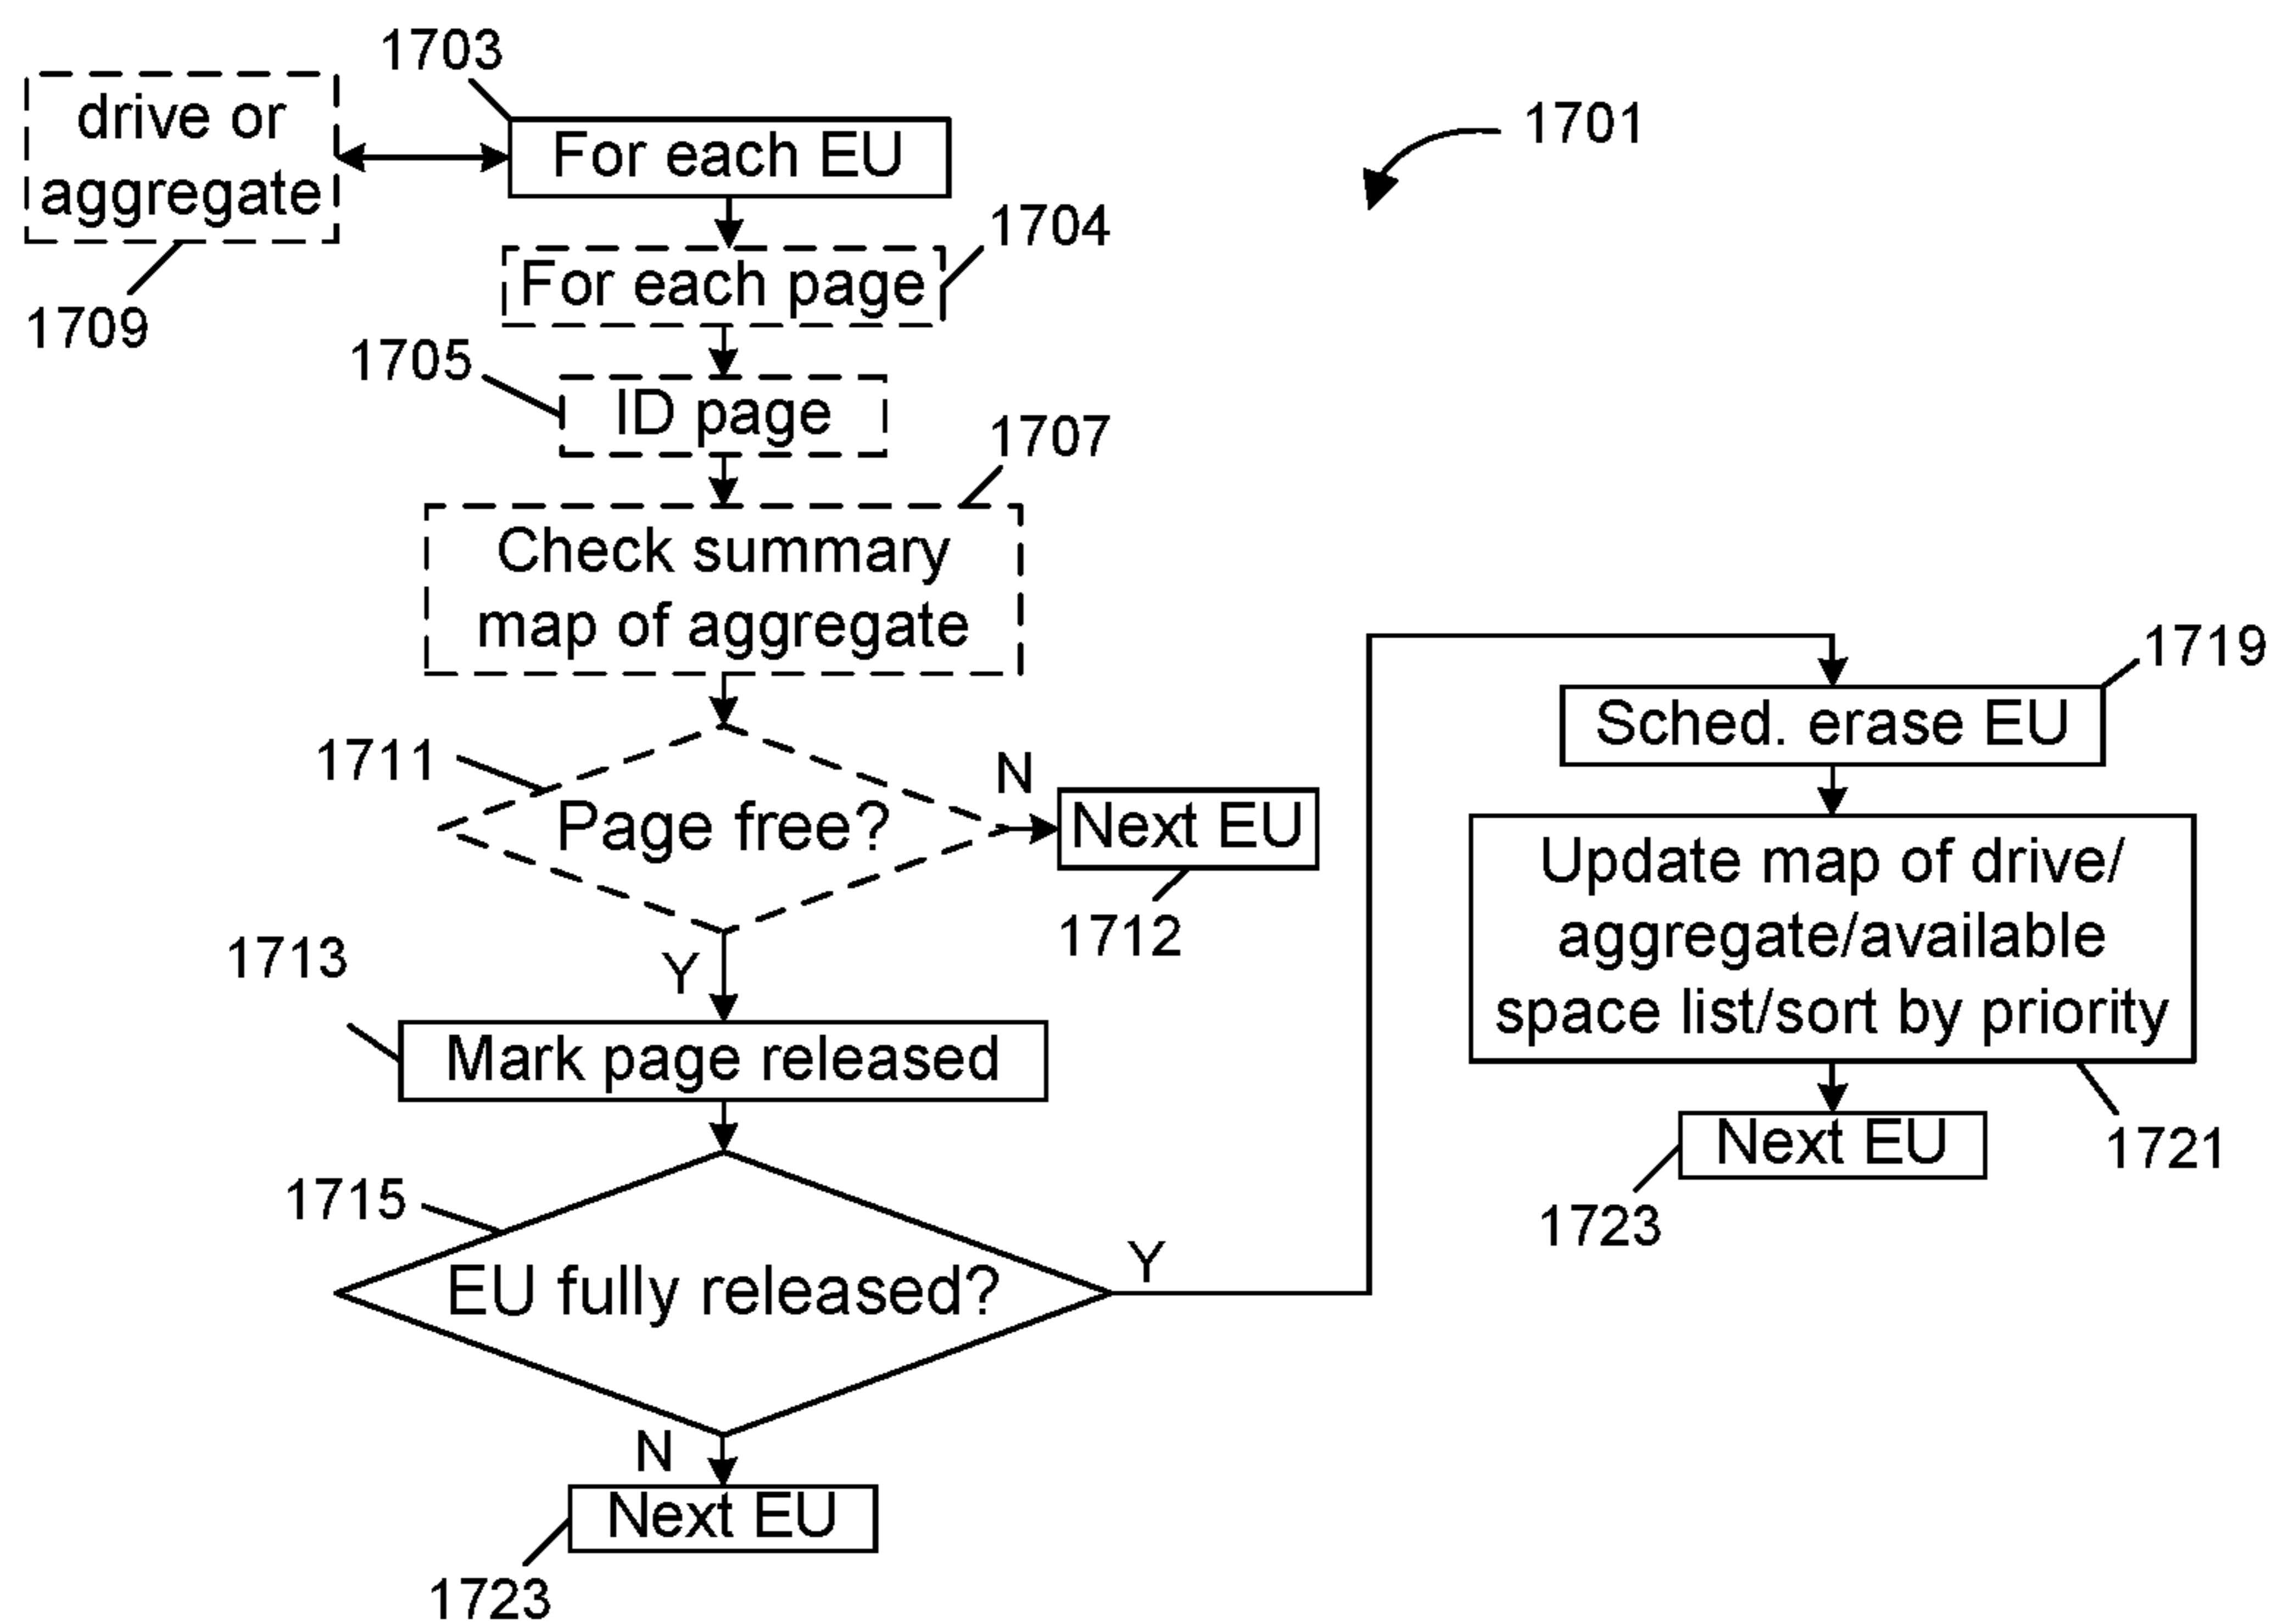 1703
drive or
aggregate
For each EU
1701
1704
For each page
1709
1705
ID page
1707
Check summary
map of aggregate
1711
Page free?
N
Next EU
1712
Y
1713
Mark page released
1715
EU fully released?
Y
N
Next EU
1723
1719
Sched. erase EU
Update map of drive/
aggregate/available
space list/sort by priority
1721
Next EU
1723